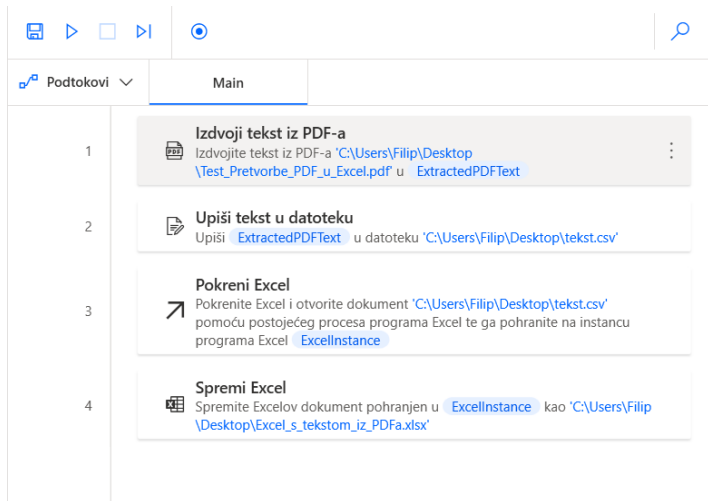 Podtokovi
Main
1
Izdvoji tekst iz PDF-a
Izdvojite tekst iz PDF-a 'C:\Users\Filip\Desktop
\Test_Pretvorbe_PDF_u_Excel.pdf' u ExtractedPDFText
2
Upiši tekst u datoteku
Upiši ExtractedPDFText u datoteku 'C:\Users\Filip\Desktop\tekst.csv'
3
Pokreni Excel
Pokrenite Excel i otvorite dokument 'C:\Users\Filip\Desktop\tekst.csv'
pomoću postojećeg procesa programa Excel te ga pohranite na instancu
programa Excel ExcelInstance
4
Spremi Excel
Spremite Excelov dokument pohranjen u ExcelInstance kao 'C:\Users\Filip
\Desktop\Excel_s_tekstom_iz_PDFa.xlsx'